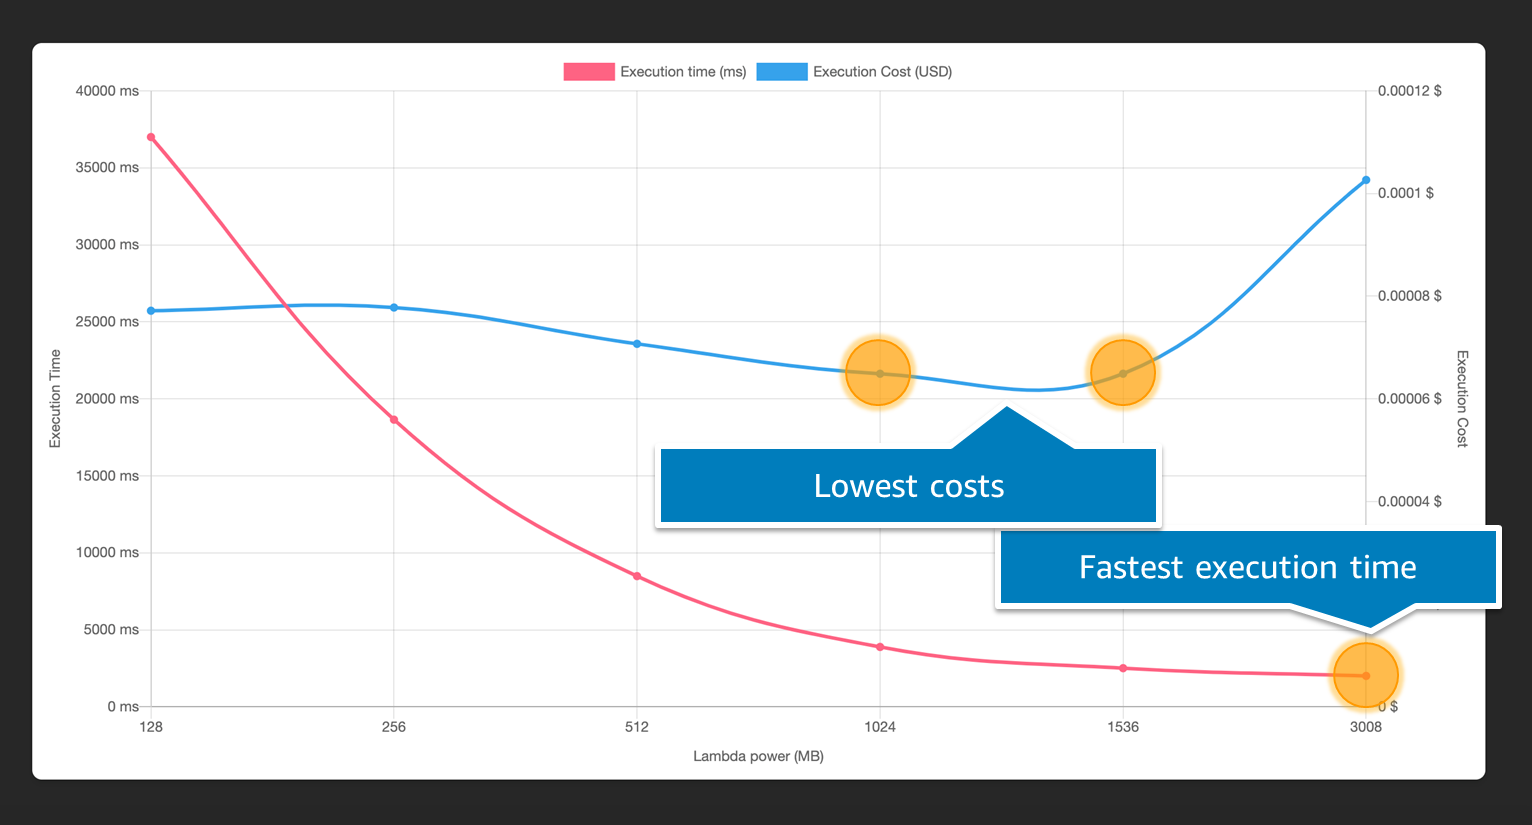 Execution time (ms) Execution Cost (USD)
40000 ms
35000 ms
30000 ms
25000 ms
20000 ms
15000 ms
10000 ms
5000 ms
0 ms
Execution Time
0.00012 $
0.0001 $
0.00008 $
0.00006 $
0.00004 $
0 $
Execution Cost
Lowest costs
Fastest execution time
128 256 512 1024 1536 3008
Lambda power (MB)